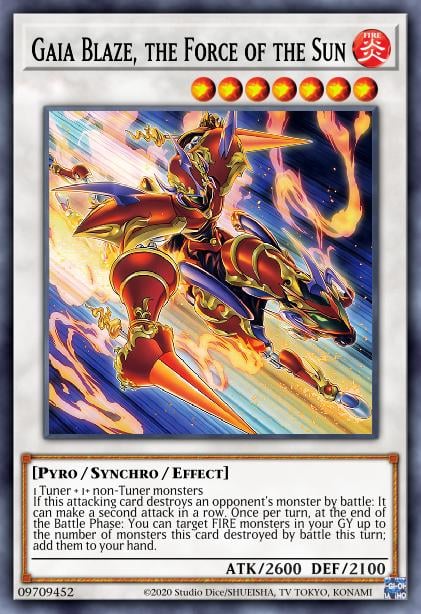 Gaia Blaze, the Force of the Sun
FIRE
炎
[Pyro / Synchro / Effect]
1 Tuner + 1+ non-Tuner monsters
If this attacking card destroys an opponent's monster by battle: It
can make a second attack in a row. Once per turn, at the end of
the Battle Phase: You can target FIRE monsters in your GY up
to the number of monsters this card destroyed by battle this turn;
add them to your hand.
ATK/2600 DEF/2100
09709452
©2020 Studio Dice/SHUEISHA, TV TOKYO, KONAMI